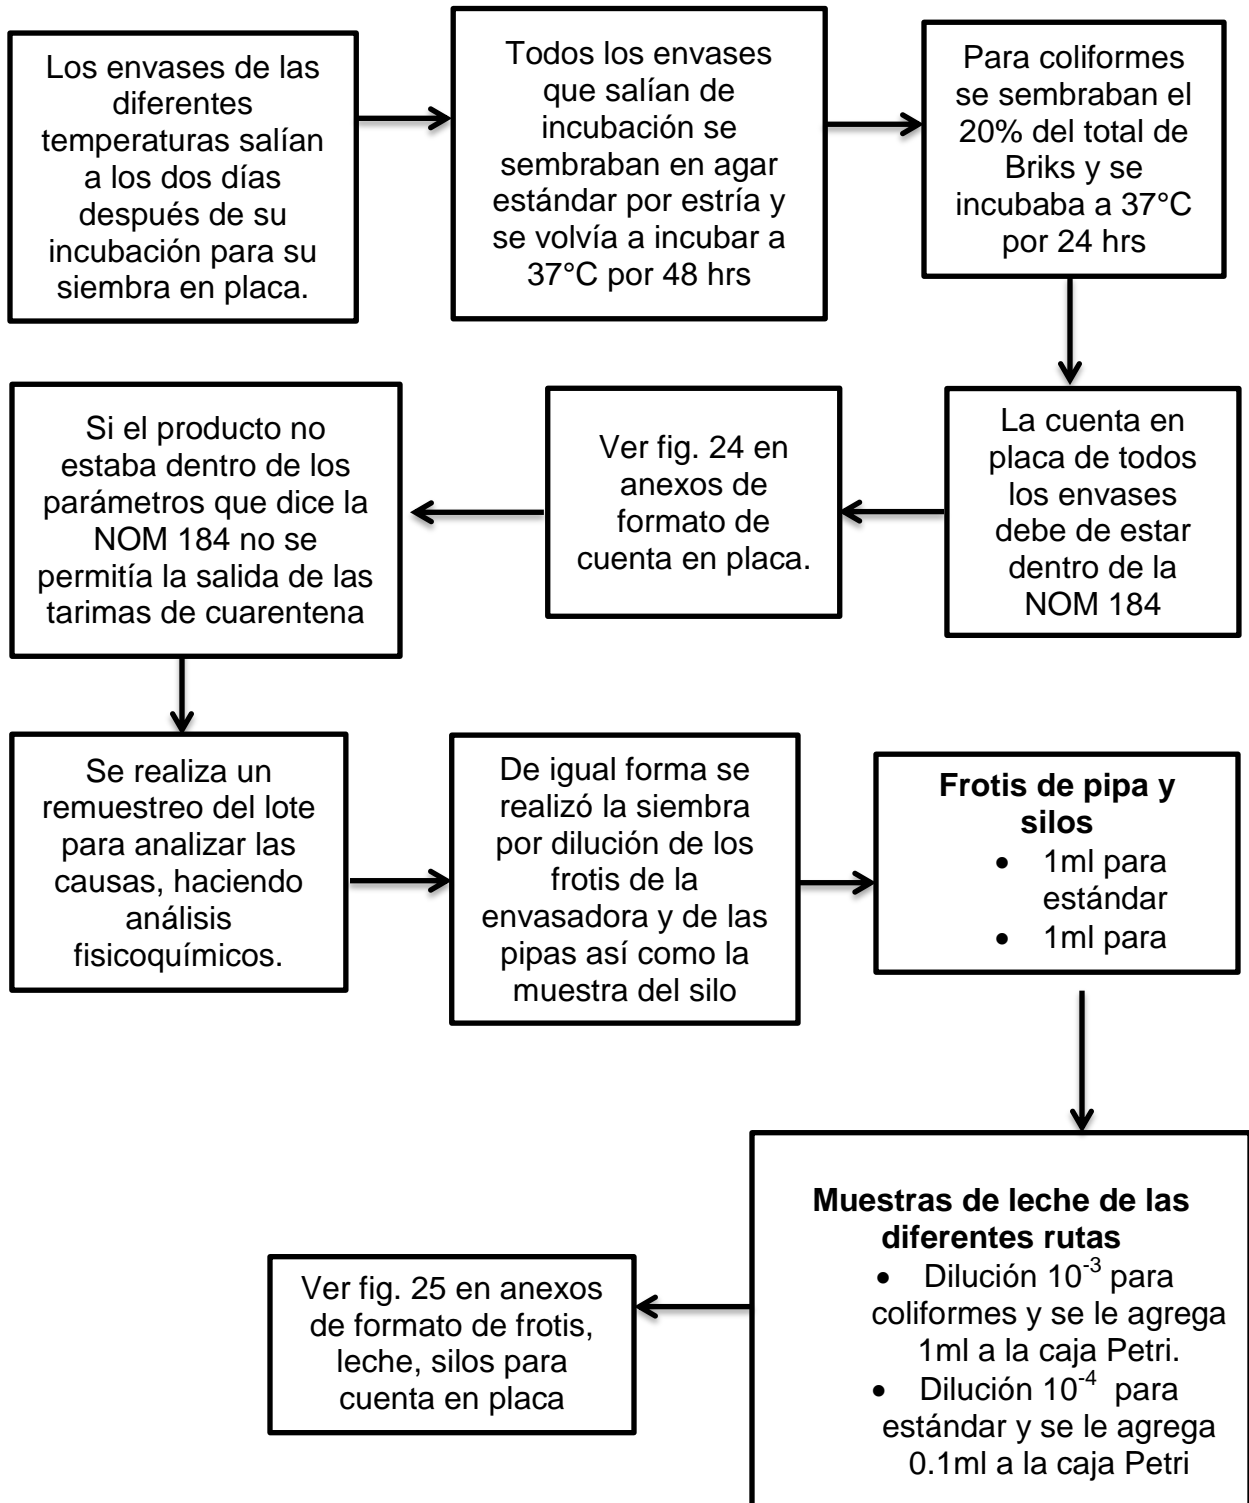 Los envases de las
diferentes
temperaturas salían
a los dos días
después de su
incubación para su
siembra en placa.
Todos los envases
que salían de
incubación se
sembraban en agar
estándar por estría y
se volvía a incubar a
37°C por 48 hrs
Para coliformes
se sembraban el
20% del total de
Briks y se
incubaba a 37°C
por 24 hrs
La cuenta en
placa de todos
los envases
debe de estar
dentro de la
NOM 184
Ver fig. 24 en
anexos de
formato de
cuenta en placa.
Si el producto no
estaba dentro de los
parámetros que dice la
NOM 184 no se
permitía la salida de las
tarimas de cuarentena
Se realiza un
remuestreo del lote
para analizar las
causas, haciendo
análisis
fisicoquímicos.
De igual forma se
realizó la siembra
por dilución de los
frotis de la
envasadora y de las
pipas así como la
muestra del silo
Frotis de pipa y
silos
• 1ml para
estándar
• 1ml para
Muestras de leche de las
diferentes rutas
• Dilución 10⁻³ para
coliformes y se le agrega
1ml a la caja Petri.
• Dilución 10⁻⁴ para
estándar y se le agrega
0.1ml a la caja Petri
Ver fig. 25 en anexos
de formato de frotis,
leche, silos para
cuenta en placa